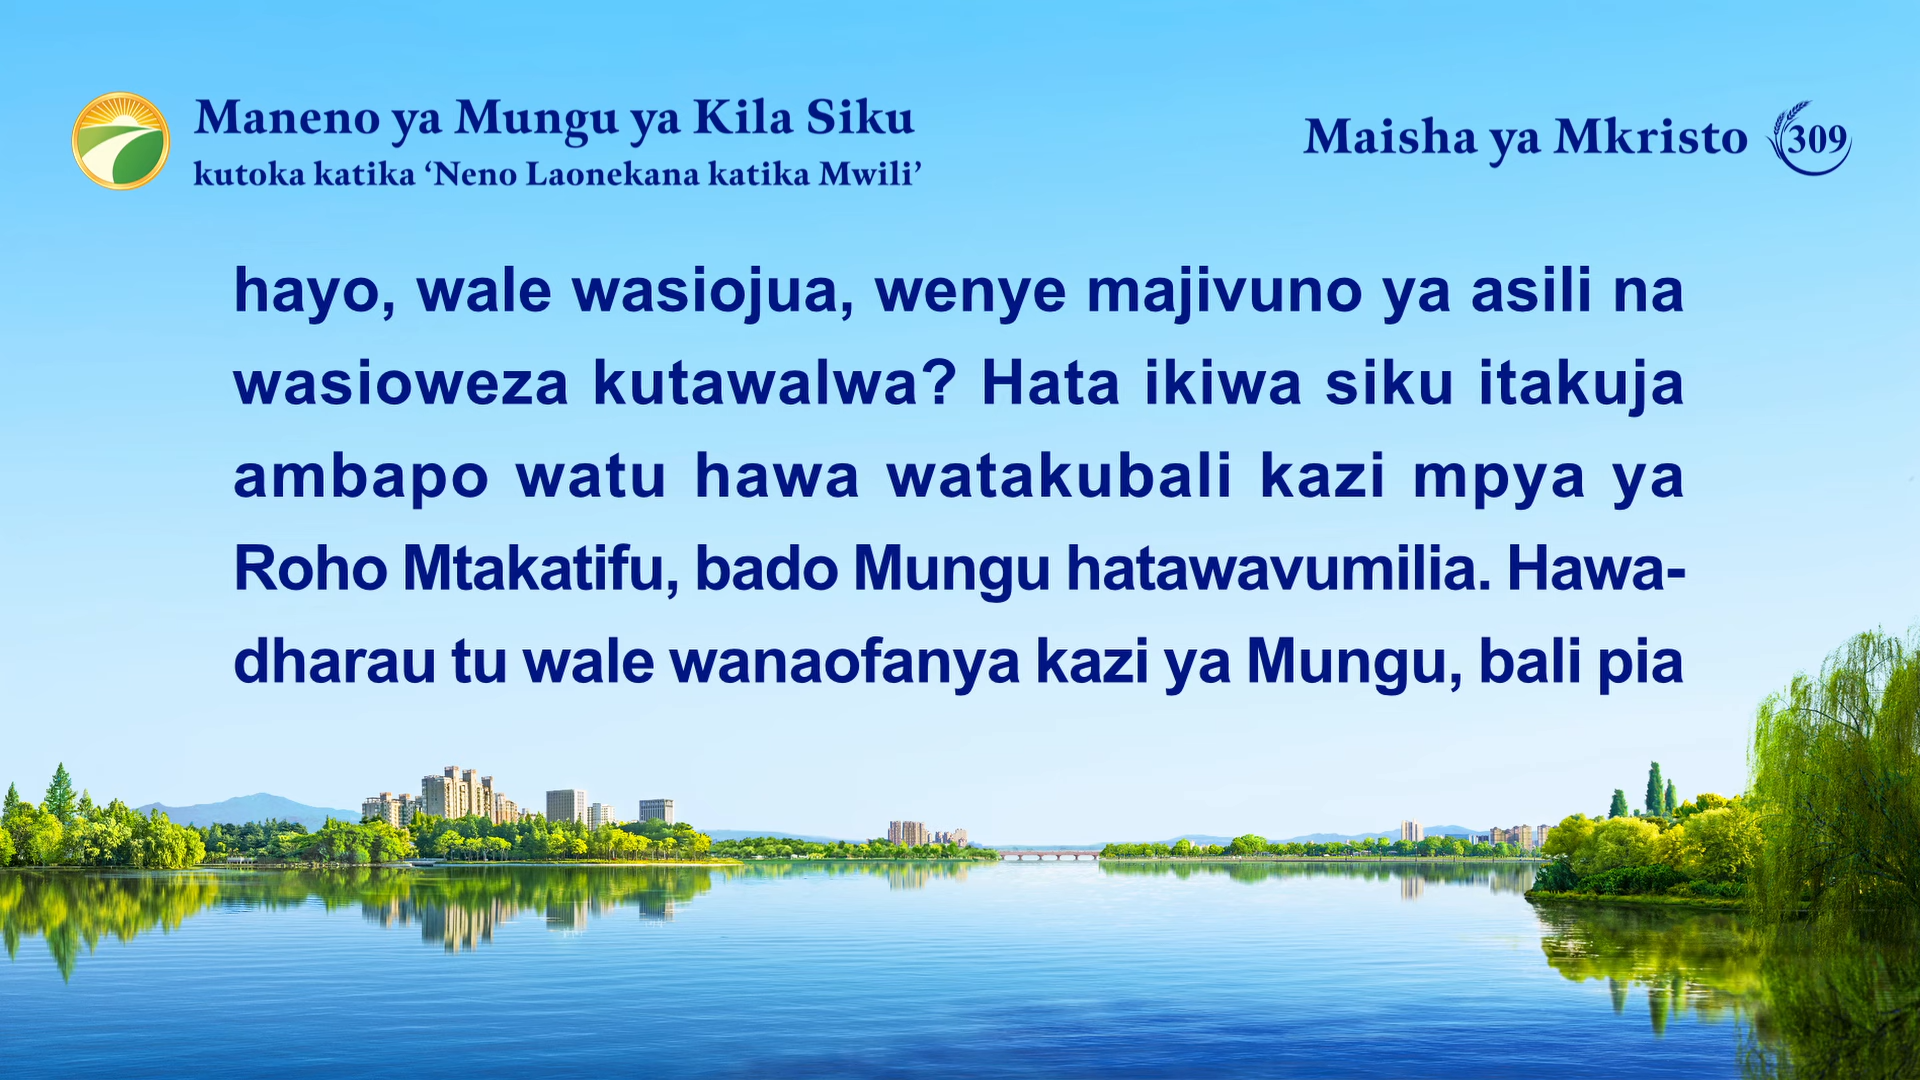 Maneno ya Mungu ya Kila Siku
kutoka katika ‘Neno Laonekana katika Mwili’
Maisha ya Mkristo 309
hayo, wale wasiojua, wenye majivuno ya asili na
wasioweza kutawalwa? Hata ikiwa siku itakuja
ambapo watu hawa watakubali kazi mpya ya
Roho Mtakatifu, bado Mungu hatawavumilia. Hawa-
dharau tu wale wanaofanya kazi ya Mungu, bali pia